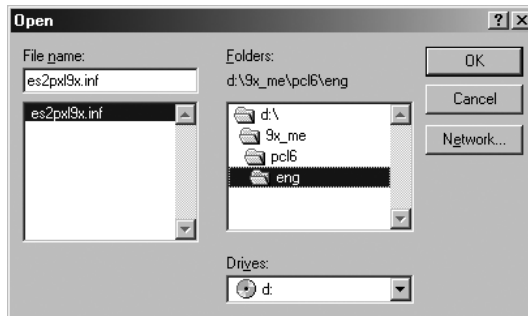 Open
File name:
es2pxl9x.inf
es2pxl9x.inf
Folders:
d:\9x_me\pcl6\eng
d:\
9x_me
pcl6
eng
Drives:
d:
OK
Cancel
Network...